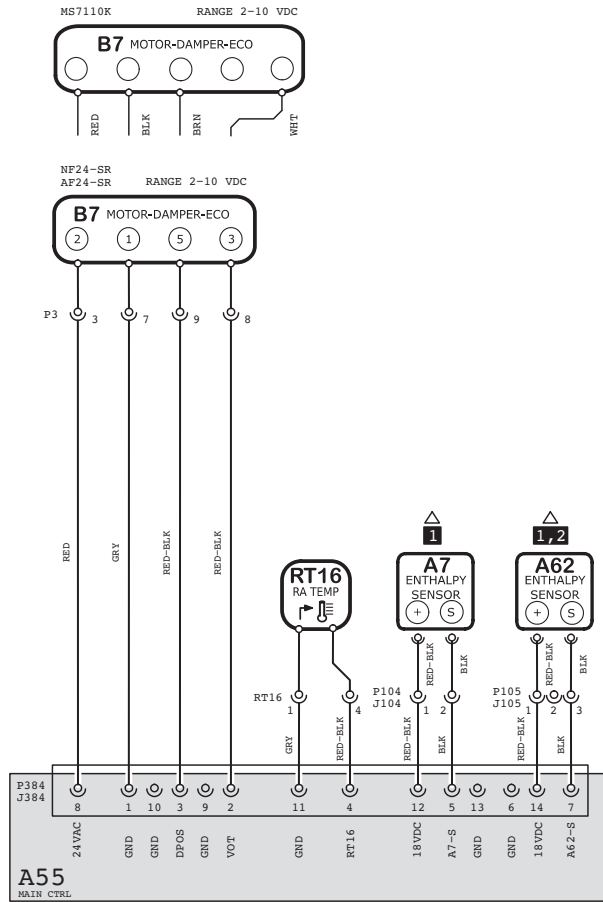 MS7110K RANGE 2-10 VDC
B7 MOTOR-DAMPER-ECO
RED BLK BRN WHT
NF24-SR
AF24-SR RANGE 2-10 VDC
B7 MOTOR-DAMPER-ECO
2 1 5 3
P3 3 7 9 8
RED GRY RED-BLK RED-BLK
1 1,2
RT16
RA TEMP
A7
ENTHALPY
SENSOR
+ S
A62
ENTHALPY
SENSOR
+ S
RED-BLK BLK RED-BLK BLK
RT16 1 4
P104
J104 1 2
P105
J105 1 2 3
GRY RED-BLK RED-BLK BLK RED-BLK BLK
P384
J384
8 1 10 3 9 2 11 4 12 5 13 6 14 7
24VAC GND GND DPOS GND VOT GND RT16 18VDC A7-S GND GND 18VDC A62-S
A55
MAIN CTRL